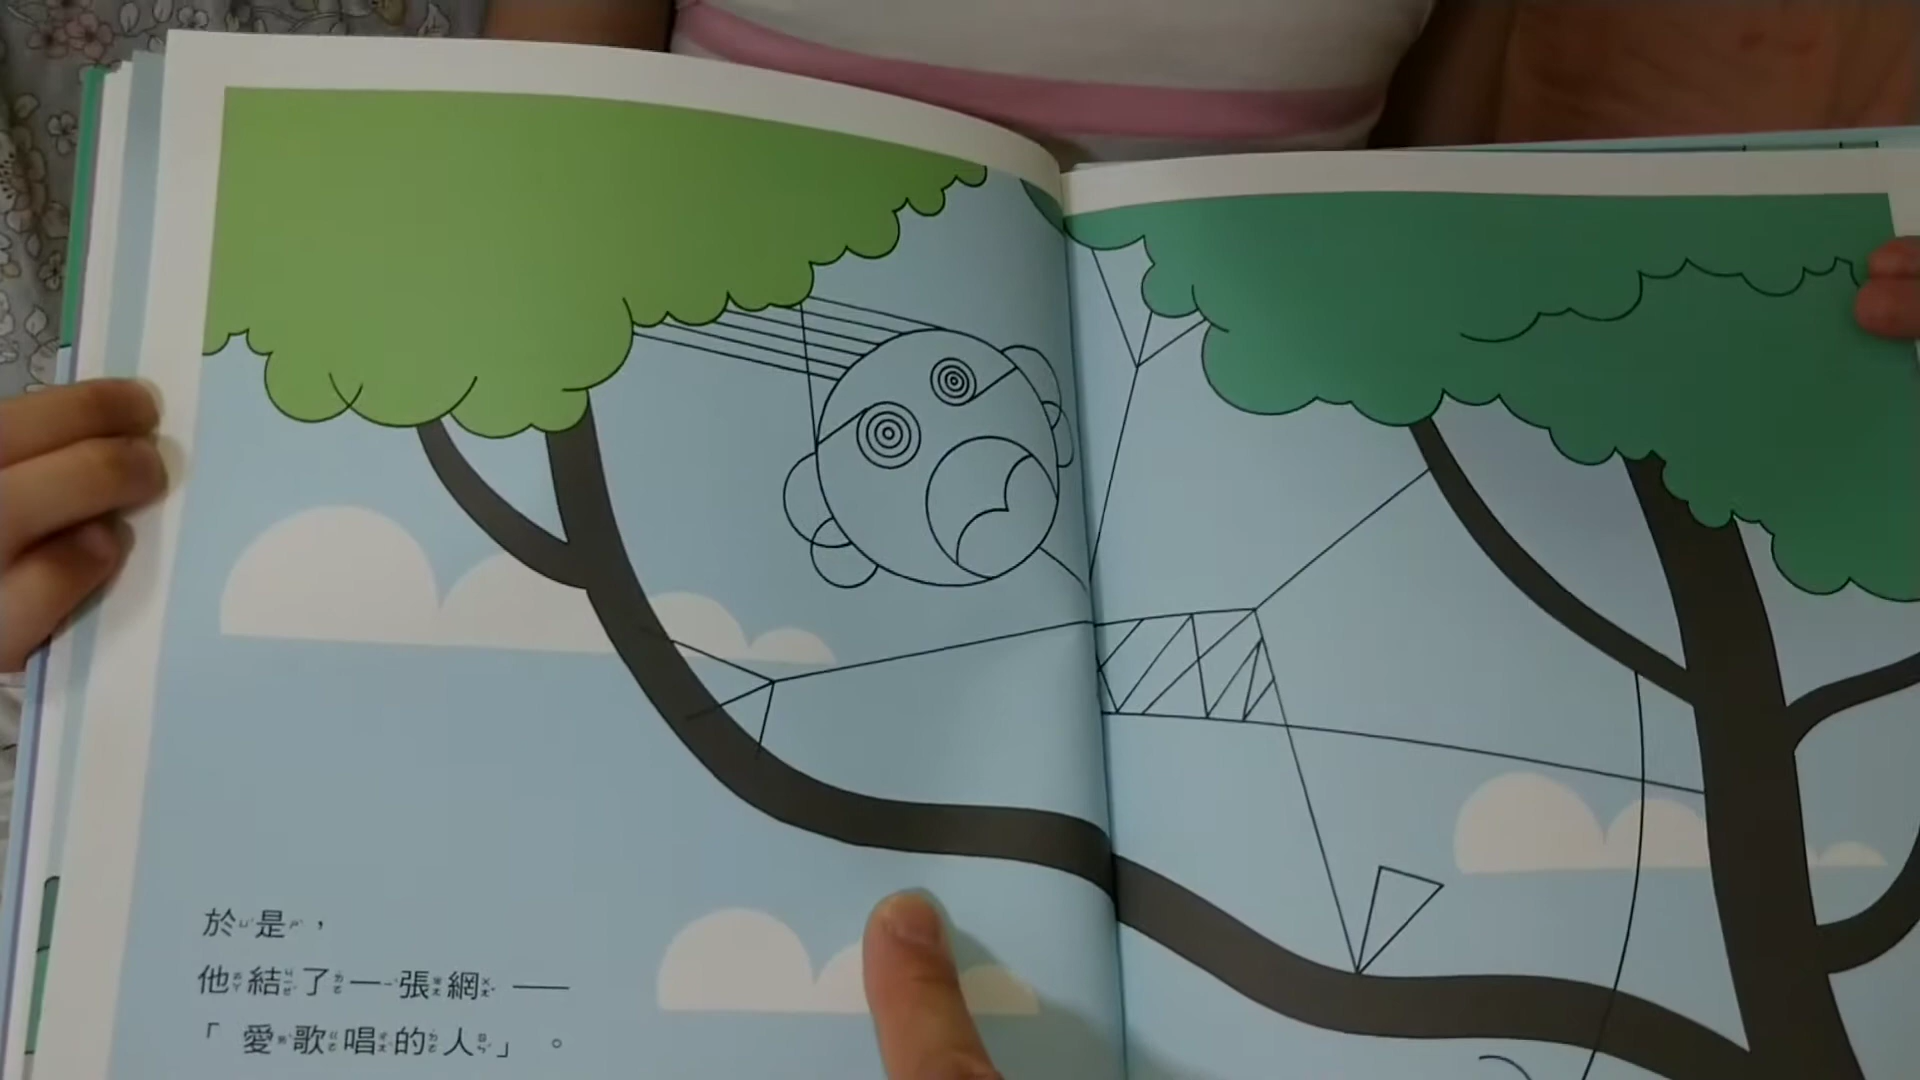 於是，
他結了一張網——
「愛歌唱的人」。